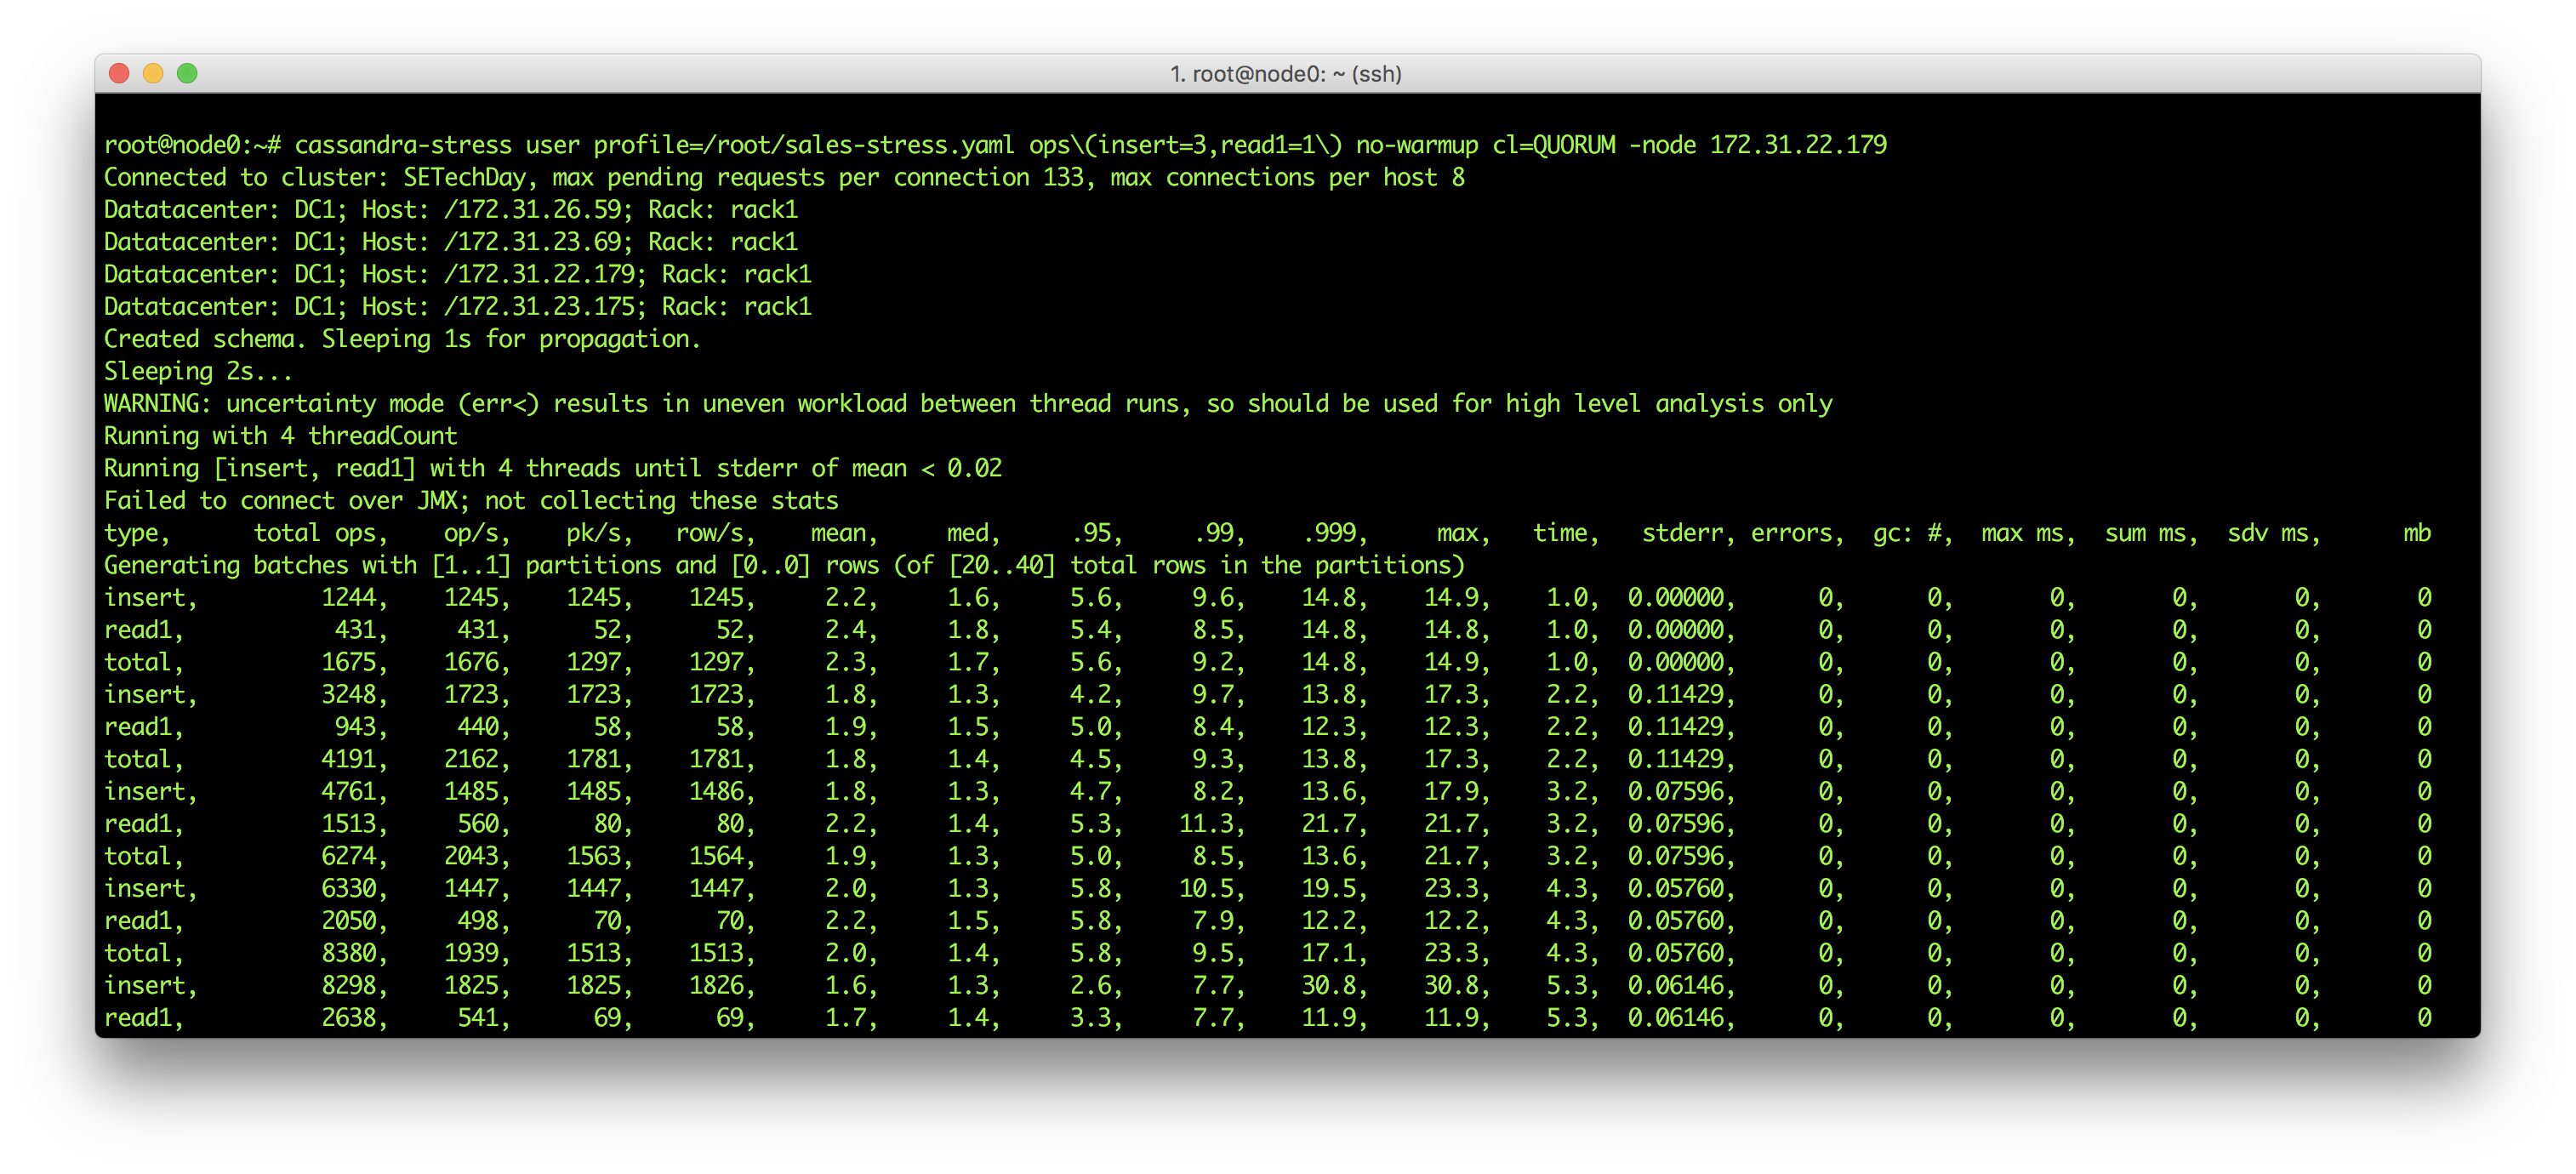 1. root@node0: ~ (ssh)
root@node0:~# cassandra-stress user profile=/root/sales-stress.yaml ops\(insert=3,read1=1\) no-warmup cl=QUORUM -node 172.31.22.179
Connected to cluster: SETechDay, max pending requests per connection 133, max connections per host 8
Datatacenter: DC1; Host: /172.31.26.59; Rack: rack1
Datatacenter: DC1; Host: /172.31.23.69; Rack: rack1
Datatacenter: DC1; Host: /172.31.22.179; Rack: rack1
Datatacenter: DC1; Host: /172.31.23.175; Rack: rack1
Created schema. Sleeping 1s for propagation.
Sleeping 2s...
WARNING: uncertainty mode (err<) results in uneven workload between thread runs, so should be used for high level analysis only
Running with 4 threadCount
Running [insert, read1] with 4 threads until stderr of mean < 0.02
Failed to connect over JMX; not collecting these stats
type, total ops, op/s, pk/s, row/s, mean, med, .95, .99, .999, max, time, stderr, errors, gc: #, max ms, sum ms, sdv ms, mb
Generating batches with [1..1] partitions and [0..0] rows (of [20..40] total rows in the partitions)
insert, 1244, 1245, 1245, 1245, 2.2, 1.6, 5.6, 9.6, 14.8, 14.9, 1.0, 0.00000, 0, 0, 0, 0, 0, 0
read1, 431, 431, 52, 52, 2.4, 1.8, 5.4, 8.5, 14.8, 14.8, 1.0, 0.00000, 0, 0, 0, 0, 0, 0
total, 1675, 1676, 1297, 1297, 2.3, 1.7, 5.6, 9.2, 14.8, 14.9, 1.0, 0.00000, 0, 0, 0, 0, 0, 0
insert, 3248, 1723, 1723, 1723, 1.8, 1.3, 4.2, 9.7, 13.8, 17.3, 2.2, 0.11429, 0, 0, 0, 0, 0, 0
read1, 943, 440, 58, 58, 1.9, 1.5, 5.0, 8.4, 12.3, 12.3, 2.2, 0.11429, 0, 0, 0, 0, 0, 0
total, 4191, 2162, 1781, 1781, 1.8, 1.4, 4.5, 9.3, 13.8, 17.3, 2.2, 0.11429, 0, 0, 0, 0, 0, 0
insert, 4761, 1485, 1485, 1486, 1.8, 1.3, 4.7, 8.2, 13.6, 17.9, 3.2, 0.07596, 0, 0, 0, 0, 0, 0
read1, 1513, 560, 80, 80, 2.2, 1.4, 5.3, 11.3, 21.7, 21.7, 3.2, 0.07596, 0, 0, 0, 0, 0, 0
total, 6274, 2043, 1563, 1564, 1.9, 1.3, 5.0, 8.5, 13.6, 21.7, 3.2, 0.07596, 0, 0, 0, 0, 0, 0
insert, 6330, 1447, 1447, 1447, 2.0, 1.3, 5.8, 10.5, 19.5, 23.3, 4.3, 0.05760, 0, 0, 0, 0, 0, 0
read1, 2050, 498, 70, 70, 2.2, 1.5, 5.8, 7.9, 12.2, 12.2, 4.3, 0.05760, 0, 0, 0, 0, 0, 0
total, 8380, 1939, 1513, 1513, 2.0, 1.4, 5.8, 9.5, 17.1, 23.3, 4.3, 0.05760, 0, 0, 0, 0, 0, 0
insert, 8298, 1825, 1825, 1826, 1.6, 1.3, 2.6, 7.7, 30.8, 30.8, 5.3, 0.06146, 0, 0, 0, 0, 0, 0
read1, 2638, 541, 69, 69, 1.7, 1.4, 3.3, 7.7, 11.9, 11.9, 5.3, 0.06146, 0, 0, 0, 0, 0, 0